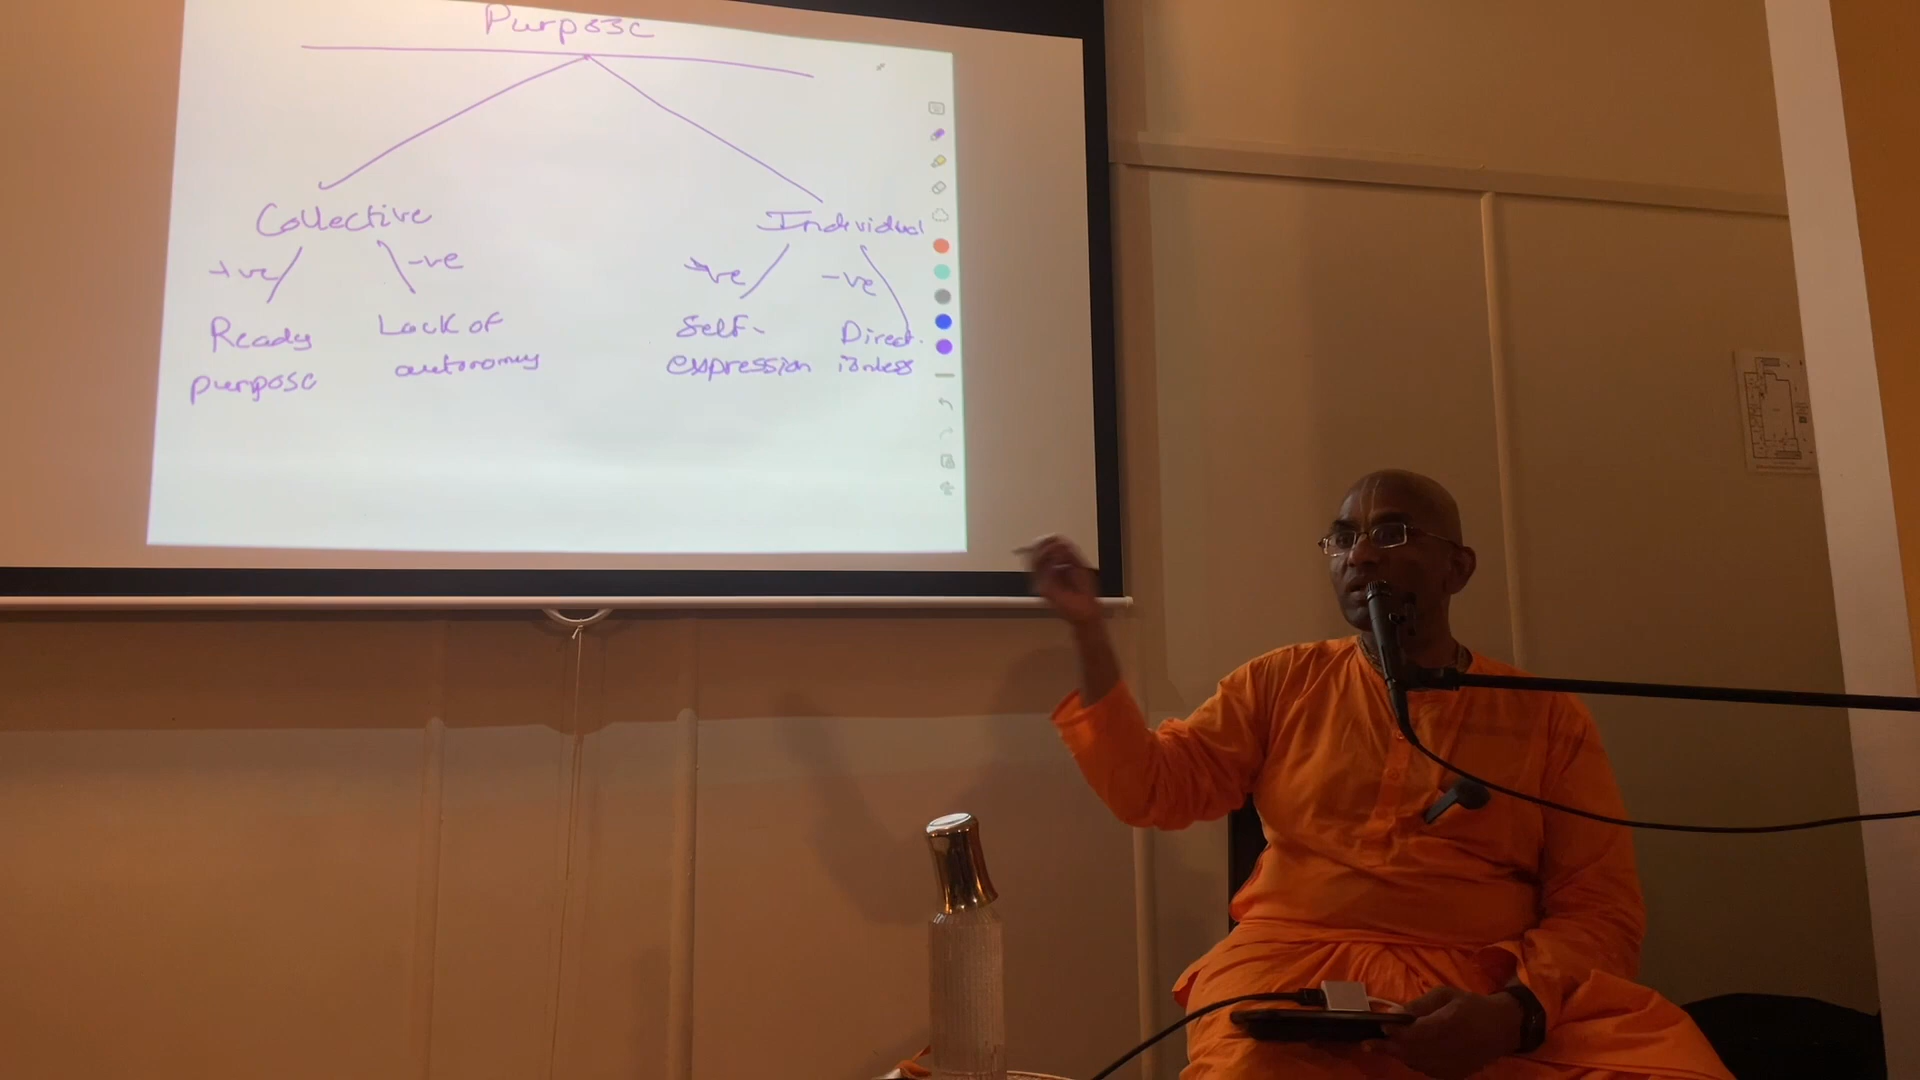 Purpose
Collective
Individual
+ve
-ve
+ve
-ve
Ready
purpose
Lack of
autonomy
Self-
expression
Direct-
ionless